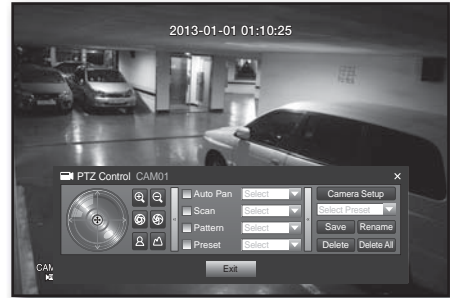 2013-01-01 01:10:25
PTZ Control CAM01
Auto Pan Select
Camera Setup
Scan Select
Select Preset
Pattern Select
Save Rename
Preset Select
Delete Delete All
CAM
Exit